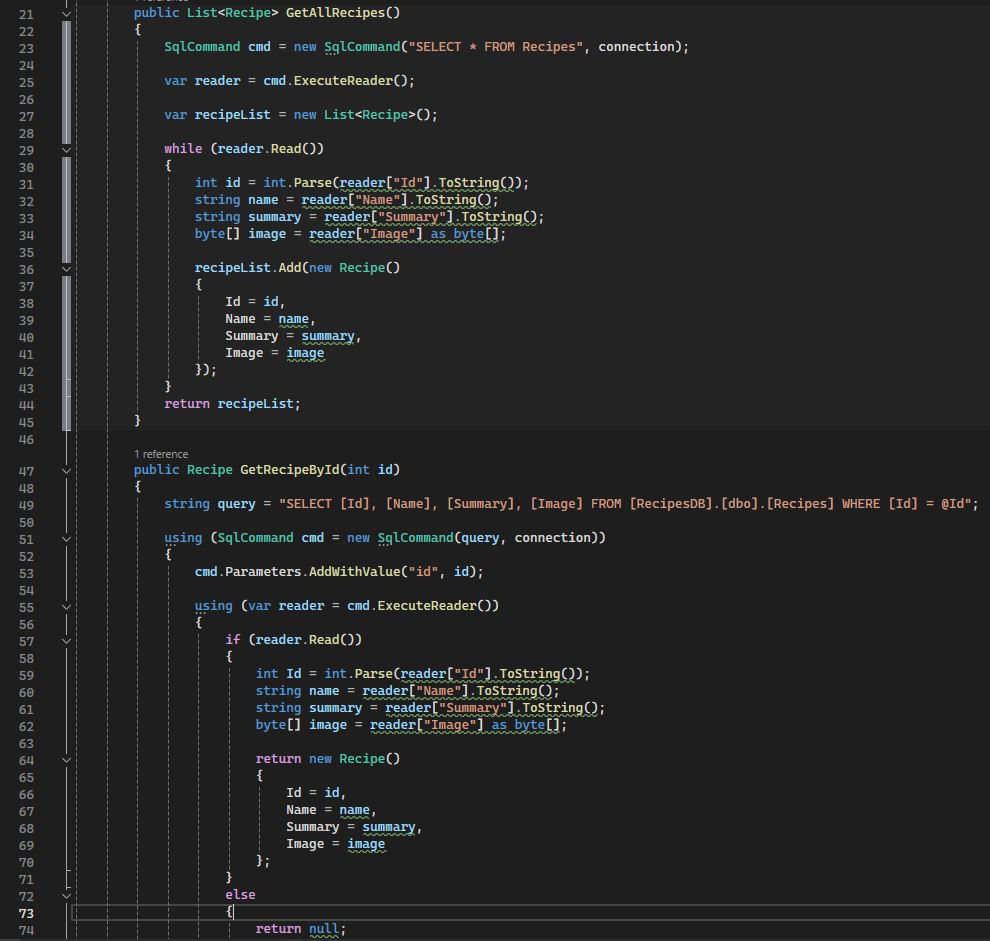 21 public List<Recipe> GetAllRecipes()
22 {
23 SqlCommand cmd = new SqlCommand("SELECT * FROM Recipes", connection);
24
25 var reader = cmd.ExecuteReader();
26
27 var recipeList = new List<Recipe>();
28
29 while (reader.Read())
30 {
31 int id = int.Parse(reader["Id"].ToString());
32 string name = reader["Name"].ToString();
33 string summary = reader["Summary"].ToString();
34 byte[] image = reader["Image"] as byte[];
35
36 recipeList.Add(new Recipe()
37 {
38 Id = id,
39 Name = name,
40 Summary = summary,
41 Image = image
42 });
43 }
44 return recipeList;
45 }
46
1 reference
47 public Recipe GetRecipeById(int id)
48 {
49 string query = "SELECT [Id], [Name], [Summary], [Image] FROM [RecipesDB].[dbo].[Recipes] WHERE [Id] = @Id";
50
51 using (SqlCommand cmd = new SqlCommand(query, connection))
52 {
53 cmd.Parameters.AddWithValue("id", id);
54
55 using (var reader = cmd.ExecuteReader())
56 {
57 if (reader.Read())
58 {
59 int Id = int.Parse(reader["Id"].ToString());
60 string name = reader["Name"].ToString();
61 string summary = reader["Summary"].ToString();
62 byte[] image = reader["Image"] as byte[];
63
64 return new Recipe()
65 {
66 Id = id,
67 Name = name,
68 Summary = summary,
69 Image = image
70 };
71 }
72 else
73 {
74 return null;